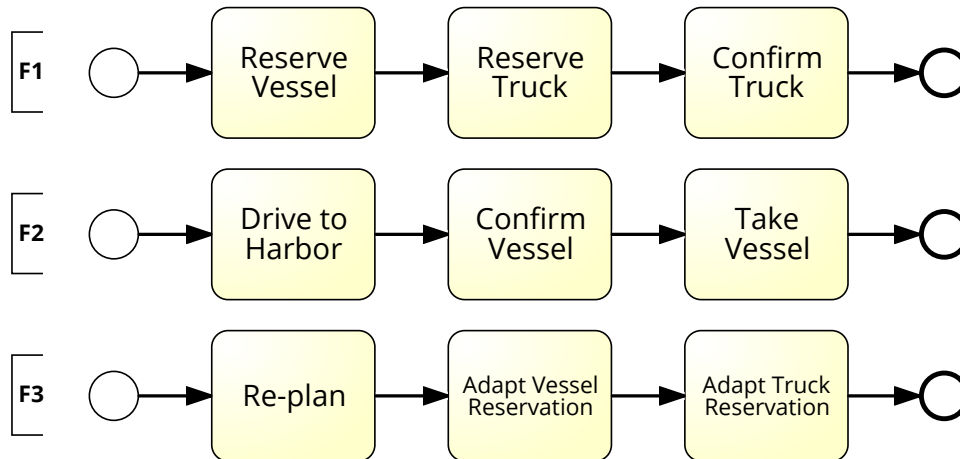 F1
Reserve
Vessel
Reserve
Truck
Confirm
Truck
F2
Drive to
Harbor
Confirm
Vessel
Take
Vessel
F3
Re-plan
Adapt Vessel
Reservation
Adapt Truck
Reservation